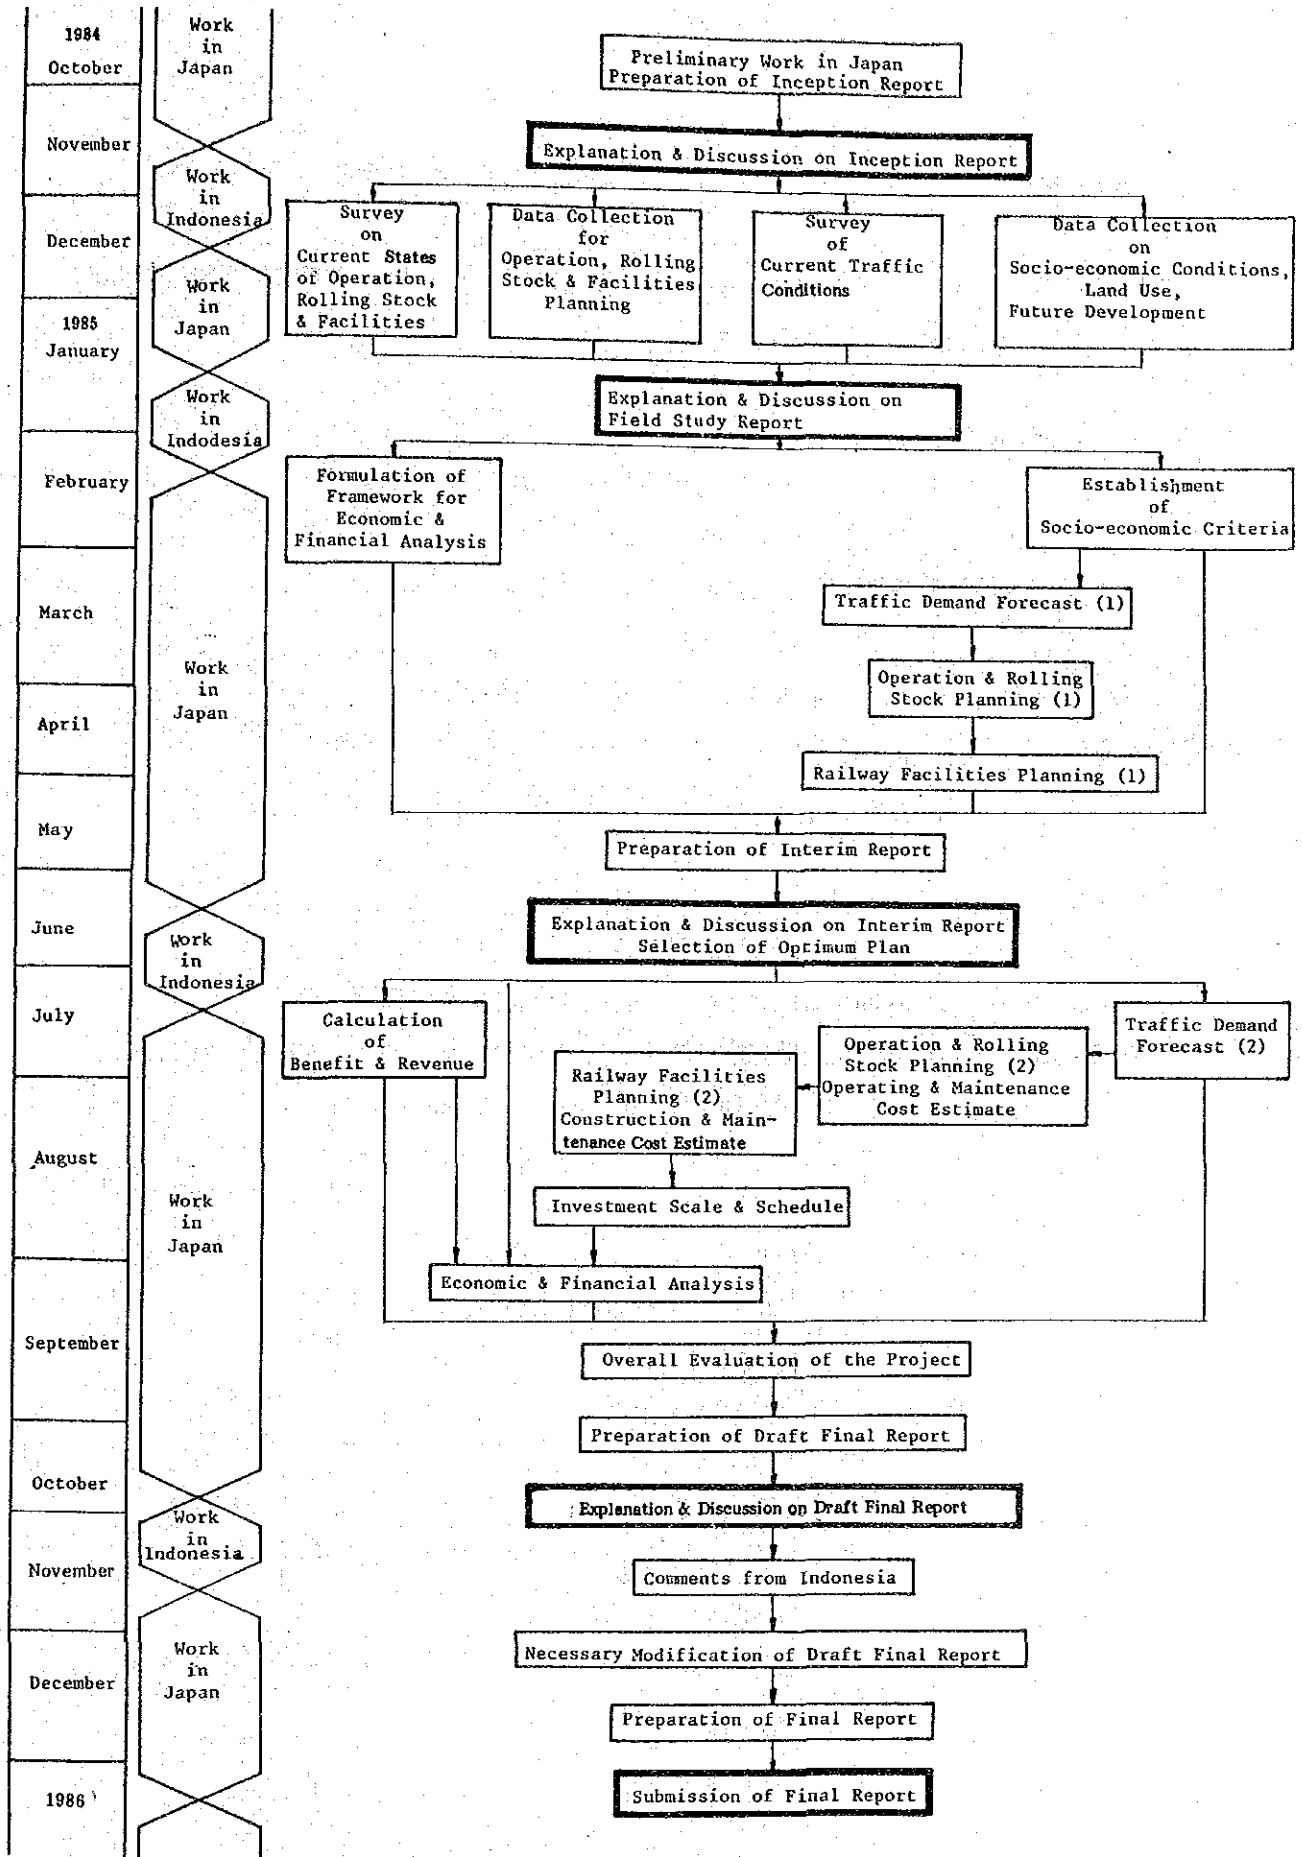 1984
October
November
December
1985
January
February
March
April
May
June
July
August
September
October
November
December
1986
Work
in
Japan
Work
in
Indonesia
Work
in
Japan
Work
in
Indodesia
Work
in
Japan
Work
in
Indonesia
Work
in
Japan
Work
in
Indonesia
Work
in
Japan
Preliminary Work in Japan
Preparation of Inception Report
Explanation & Discussion on Inception Report
Survey
on
Current States
of Operation,
Rolling Stock
& Facilities
Data Collection
for
Operation, Rolling
Stock & Facilities
Planning
Survey
of
Current Traffic
Conditions
Data Collection
on
Socio-economic Conditions,
Land Use,
Future Development
Explanation & Discussion on
Field Study Report
Formulation of
Framework for
Economic &
Financial Analysis
Establishment
of
Socio-economic Criteria
Traffic Demand Forecast (1)
Operation & Rolling
Stock Planning (1)
Railway Facilities Planning (1)
Preparation of Interim Report
Explanation & Discussion on Interim Report
Selection of Optimum Plan
Calculation
of
Benefit & Revenue
Railway Facilities
Planning (2)
Construction & Main-
tenance Cost Estimate
Operation & Rolling
Stock Planning (2)
Operating & Maintenance
Cost Estimate
Traffic Demand
Forecast (2)
Investment Scale & Schedule
Economic & Financial Analysis
Overall Evaluation of the Project
Preparation of Draft Final Report
Explanation & Discussion on Draft Final Report
Comments from Indonesia
Necessary Modification of Draft Final Report
Preparation of Final Report
Submission of Final Report